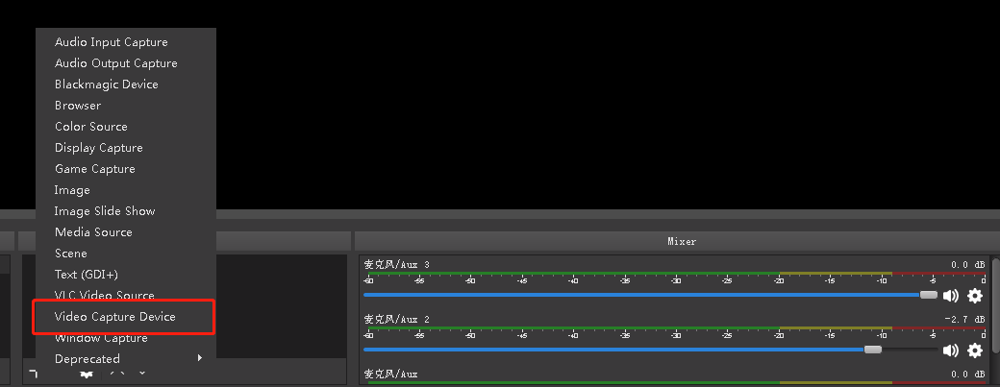 Audio Input Capture
Audio Output Capture
Blackmagic Device
Browser
Color Source
Display Capture
Game Capture
Image
Image Slide Show
Media Source
Scene
Text (GDI+)
VLC Video Source
Video Capture Device
Window Capture
Deprecated
Mixer
麦克风/Aux 3 0.0 dB
-60 -55 -50 -45 -40 -35 -30 -25 -20 -15 -10 -5 0
麦克风/Aux 2 -2.7 dB
-60 -55 -50 -45 -40 -35 -30 -25 -20 -15 -10 -5 0
麦克风/Aux 0.0 dB